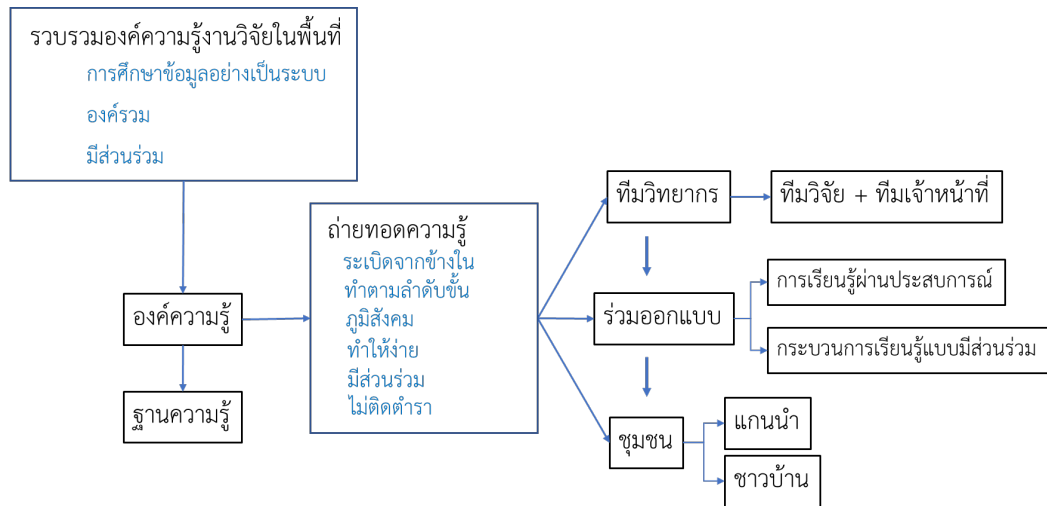 รวบรวมองค์ความรู้งานวิจัยในพื้นที่
การศึกษาข้อมูลอย่างเป็นระบบ
องค์รวม
มีส่วนร่วม
องค์ความรู้
ฐานความรู้
ถ่ายทอดความรู้
ระเบิดจากข้างใน
ทำตามลำดับขั้น
ภูมิสังคม
ทำให้ง่าย
มีส่วนร่วม
ไม่ติดตำรา
ทีมวิทยากร
ทีมวิจัย + ทีมเจ้าหน้าที่
ร่วมออกแบบ
การเรียนรู้ผ่านประสบการณ์
กระบวนการเรียนรู้แบบมีส่วนร่วม
ชุมชน
แกนนำ
ชาวบ้าน